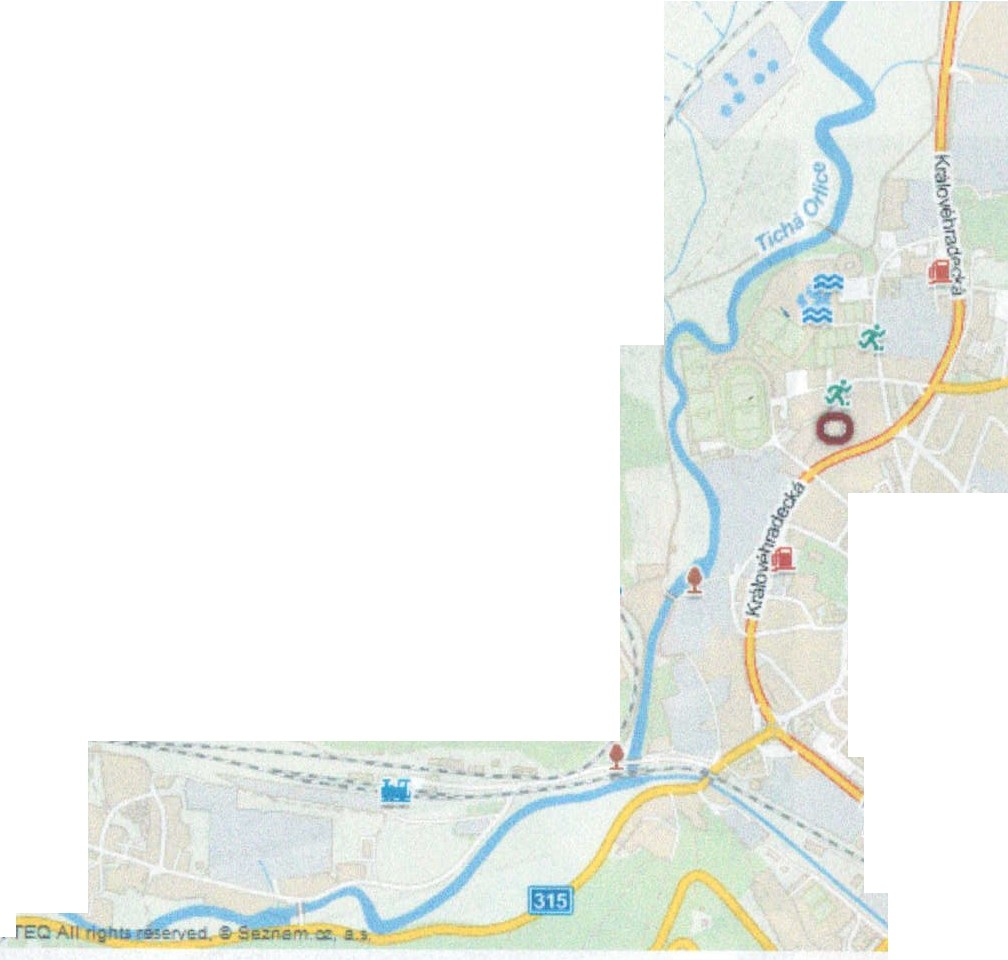 Královéhradecká
Tichá Orlice
Královéhradecká
315
TEQ All rights reserved, © Seznam.cz, a.s.